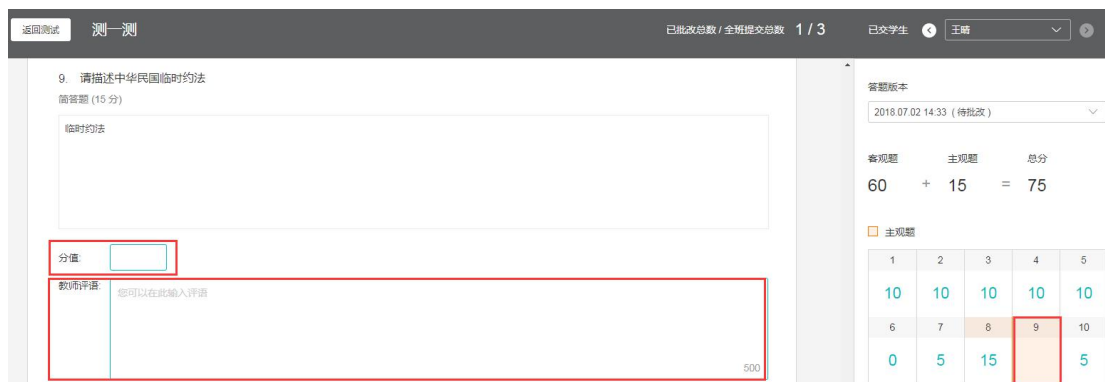 返回测试 测一测 已批改总数 / 全班提交总数 1 / 3 已交学生 王晴
9. 请描述中华民国临时约法
简答题 (15 分)
临时约法
分值:
教师评语: 您可以在此输入评语
500
答题版本
2018.07.02 14:33 （待批改）
客观题 主观题 总分
60 + 15 = 75
主观题
1 2 3 4 5
10 10 10 10 10
6 7 8 9 10
0 5 15 5